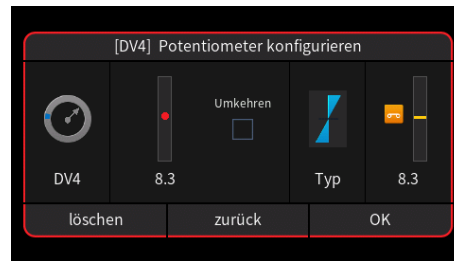 [DV4] Potentiometer konfigurieren
Umkehren
DV4 8.3 Typ 8.3
löschen zurück OK